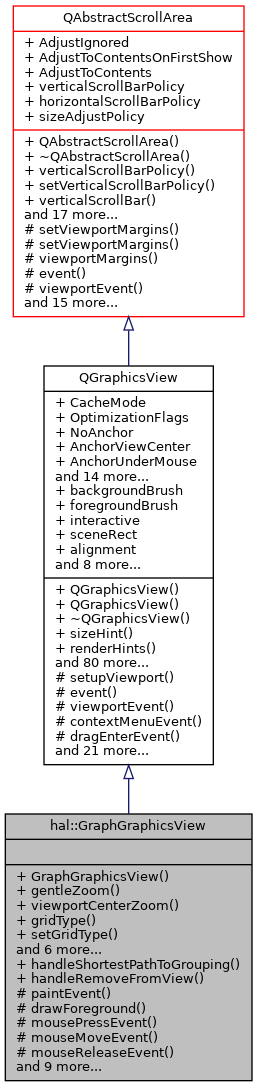 QAbstractScrollArea
+ AdjustIgnored
+ AdjustToContentsOnFirstShow
+ AdjustToContents
+ verticalScrollBarPolicy
+ horizontalScrollBarPolicy
+ sizeAdjustPolicy
+ QAbstractScrollArea()
+ ~QAbstractScrollArea()
+ verticalScrollBarPolicy()
+ setVerticalScrollBarPolicy()
+ verticalScrollBar()
and 17 more...
# setViewportMargins()
# setViewportMargins()
# viewportMargins()
# event()
# viewportEvent()
and 15 more...
QGraphicsView
+ CacheMode
+ OptimizationFlags
+ NoAnchor
+ AnchorViewCenter
+ AnchorUnderMouse
and 14 more...
+ backgroundBrush
+ foregroundBrush
+ interactive
+ sceneRect
+ alignment
and 8 more...
+ QGraphicsView()
+ QGraphicsView()
+ ~QGraphicsView()
+ sizeHint()
+ renderHints()
and 80 more...
# setupViewport()
# event()
# viewportEvent()
# contextMenuEvent()
# dragEnterEvent()
and 21 more...
hal::GraphGraphicsView
+ GraphGraphicsView()
+ gentleZoom()
+ viewportCenterZoom()
+ gridType()
+ setGridType()
and 6 more...
+ handleShortestPathToGrouping()
+ handleRemoveFromView()
# paintEvent()
# drawForeground()
# mousePressEvent()
# mouseMoveEvent()
# mouseReleaseEvent()
and 9 more...